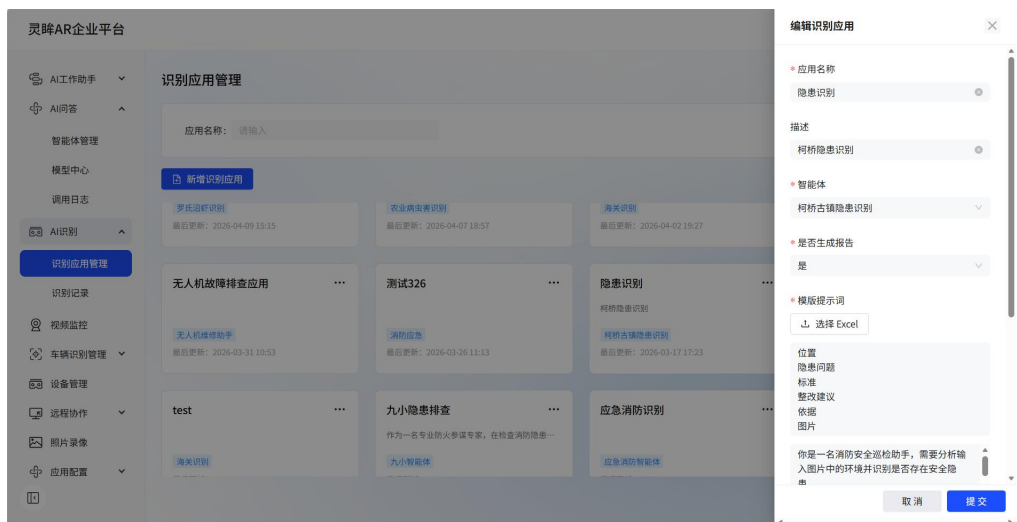 灵眸AR企业平台
AI工作助手
AI问答
智能体管理
模型中心
调用日志
AI识别
识别应用管理
识别记录
视频监控
车辆识别管理
设备管理
远程协作
照片录像
应用配置
识别应用管理
应用名称： 请输入
新增识别应用
罗氏沼虾识别
最后更新：2026-04-09 15:15
农业病虫害识别
最后更新：2026-04-07 18:57
海关识别
最后更新：2026-04-02 19:27
无人机故障排查应用
无人机维修助手
最后更新：2026-03-31 10:53
测试326
消防应急
最后更新：2026-03-26 11:13
隐患识别
柯桥隐患识别
柯桥古镇隐患识别
最后更新：2026-03-17 17:23
test
海关识别
九小隐患排查
作为一名专业防火参谋专家，在检查消防隐患…
九小智能体
应急消防识别
应急消防智能体
编辑识别应用
* 应用名称
隐患识别
描述
柯桥隐患识别
* 智能体
柯桥古镇隐患识别
* 是否生成报告
是
* 模版提示词
选择 Excel
位置
隐患问题
标准
整改建议
依据
图片
你是一名消防安全巡检助手，需要分析输
入图片中的环境并识别是否存在安全隐
患
取 消
提 交